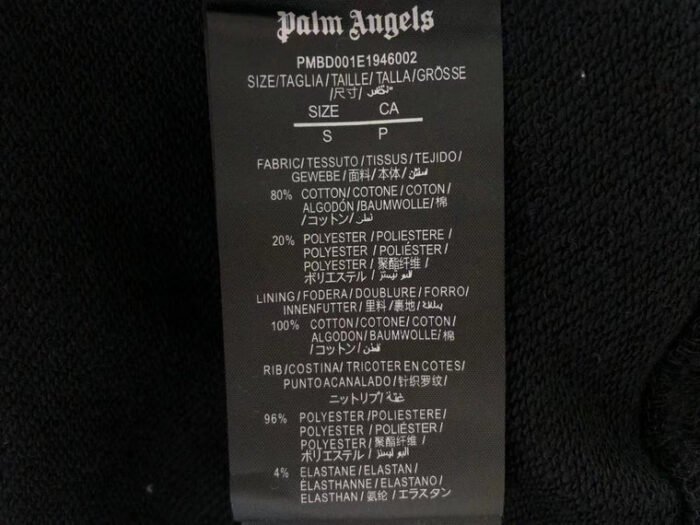 Palm Angels
PMBD001E1946002
SIZE/TAGLIA/TAILLE/TALLA/GRÖSSE
/尺寸/
SIZE CA
S P
FABRIC/TESSUTO/TISSUS/TEJIDO/
GEWEBE/面料/本体/
80% COTTON/COTONE/COTON/
ALGODÓN/BAUMWOLLE/棉
/コットン/قطن
20% POLYESTER/POLIESTERE/
POLYESTER/POLIÉSTER/
POLYESTER/聚酯纤维/
ポリエステル/
LINING/FODERA/DOUBLURE/FORRO/
INNENFUTTER/里料/裏地/
100% COTTON/COTONE/COTON/
ALGODÓN/BAUMWOLLE/棉
/コットン/قطن
RIB/COSTINA/TRICOTER EN COTES/
PUNTO ACANALADO/针织罗纹/
ニットリブ/
96% POLYESTER/POLIESTERE/
POLYESTER/POLIÉSTER/
POLYESTER/聚酯纤维/
ポリエステル/
4% ELASTANE/ELASTAN/
ÉLASTHANNE/ELASTANO/
ELASTHAN/氨纶/エラスタン